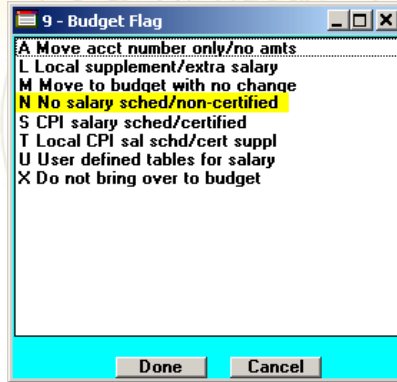 9 - Budget Flag
A Move acct number only/no amts
L Local supplement/extra salary
M Move to budget with no change
N No salary sched/non-certified
S CPI salary sched/certified
T Local CPI sal schd/cert suppl
U User defined tables for salary
X Do not bring over to budget
Done Cancel